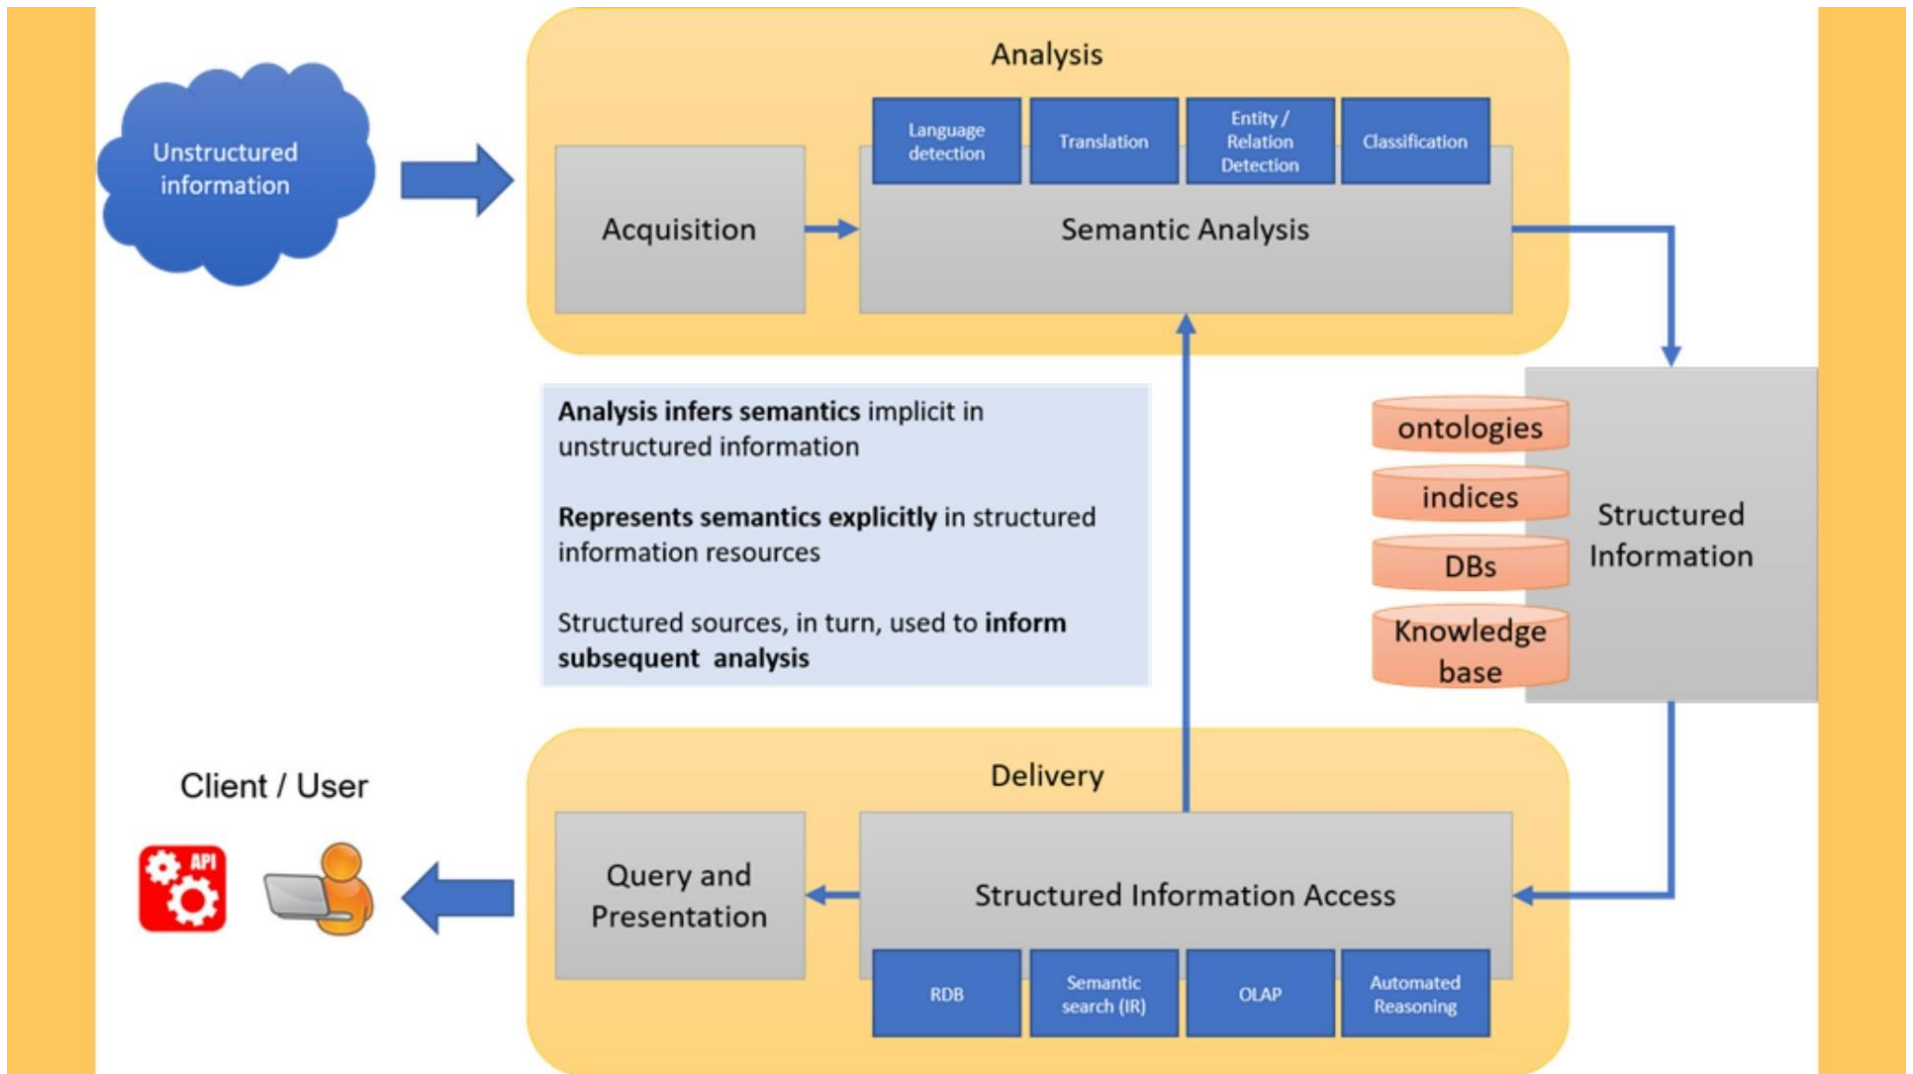 Analysis
Unstructured
information
Language
detection
Translation
Entity /
Relation
Detection
Classification
Acquisition
Semantic Analysis
Analysis infers semantics implicit in
unstructured information
Represents semantics explicitly in structured
information resources
Structured sources, in turn, used to inform
subsequent analysis
ontologies
indices
DBs
Knowledge
base
Structured
Information
Client / User
API
Delivery
Query and
Presentation
Structured Information Access
RDB
Semantic
search (IR)
OLAP
Automated
Reasoning